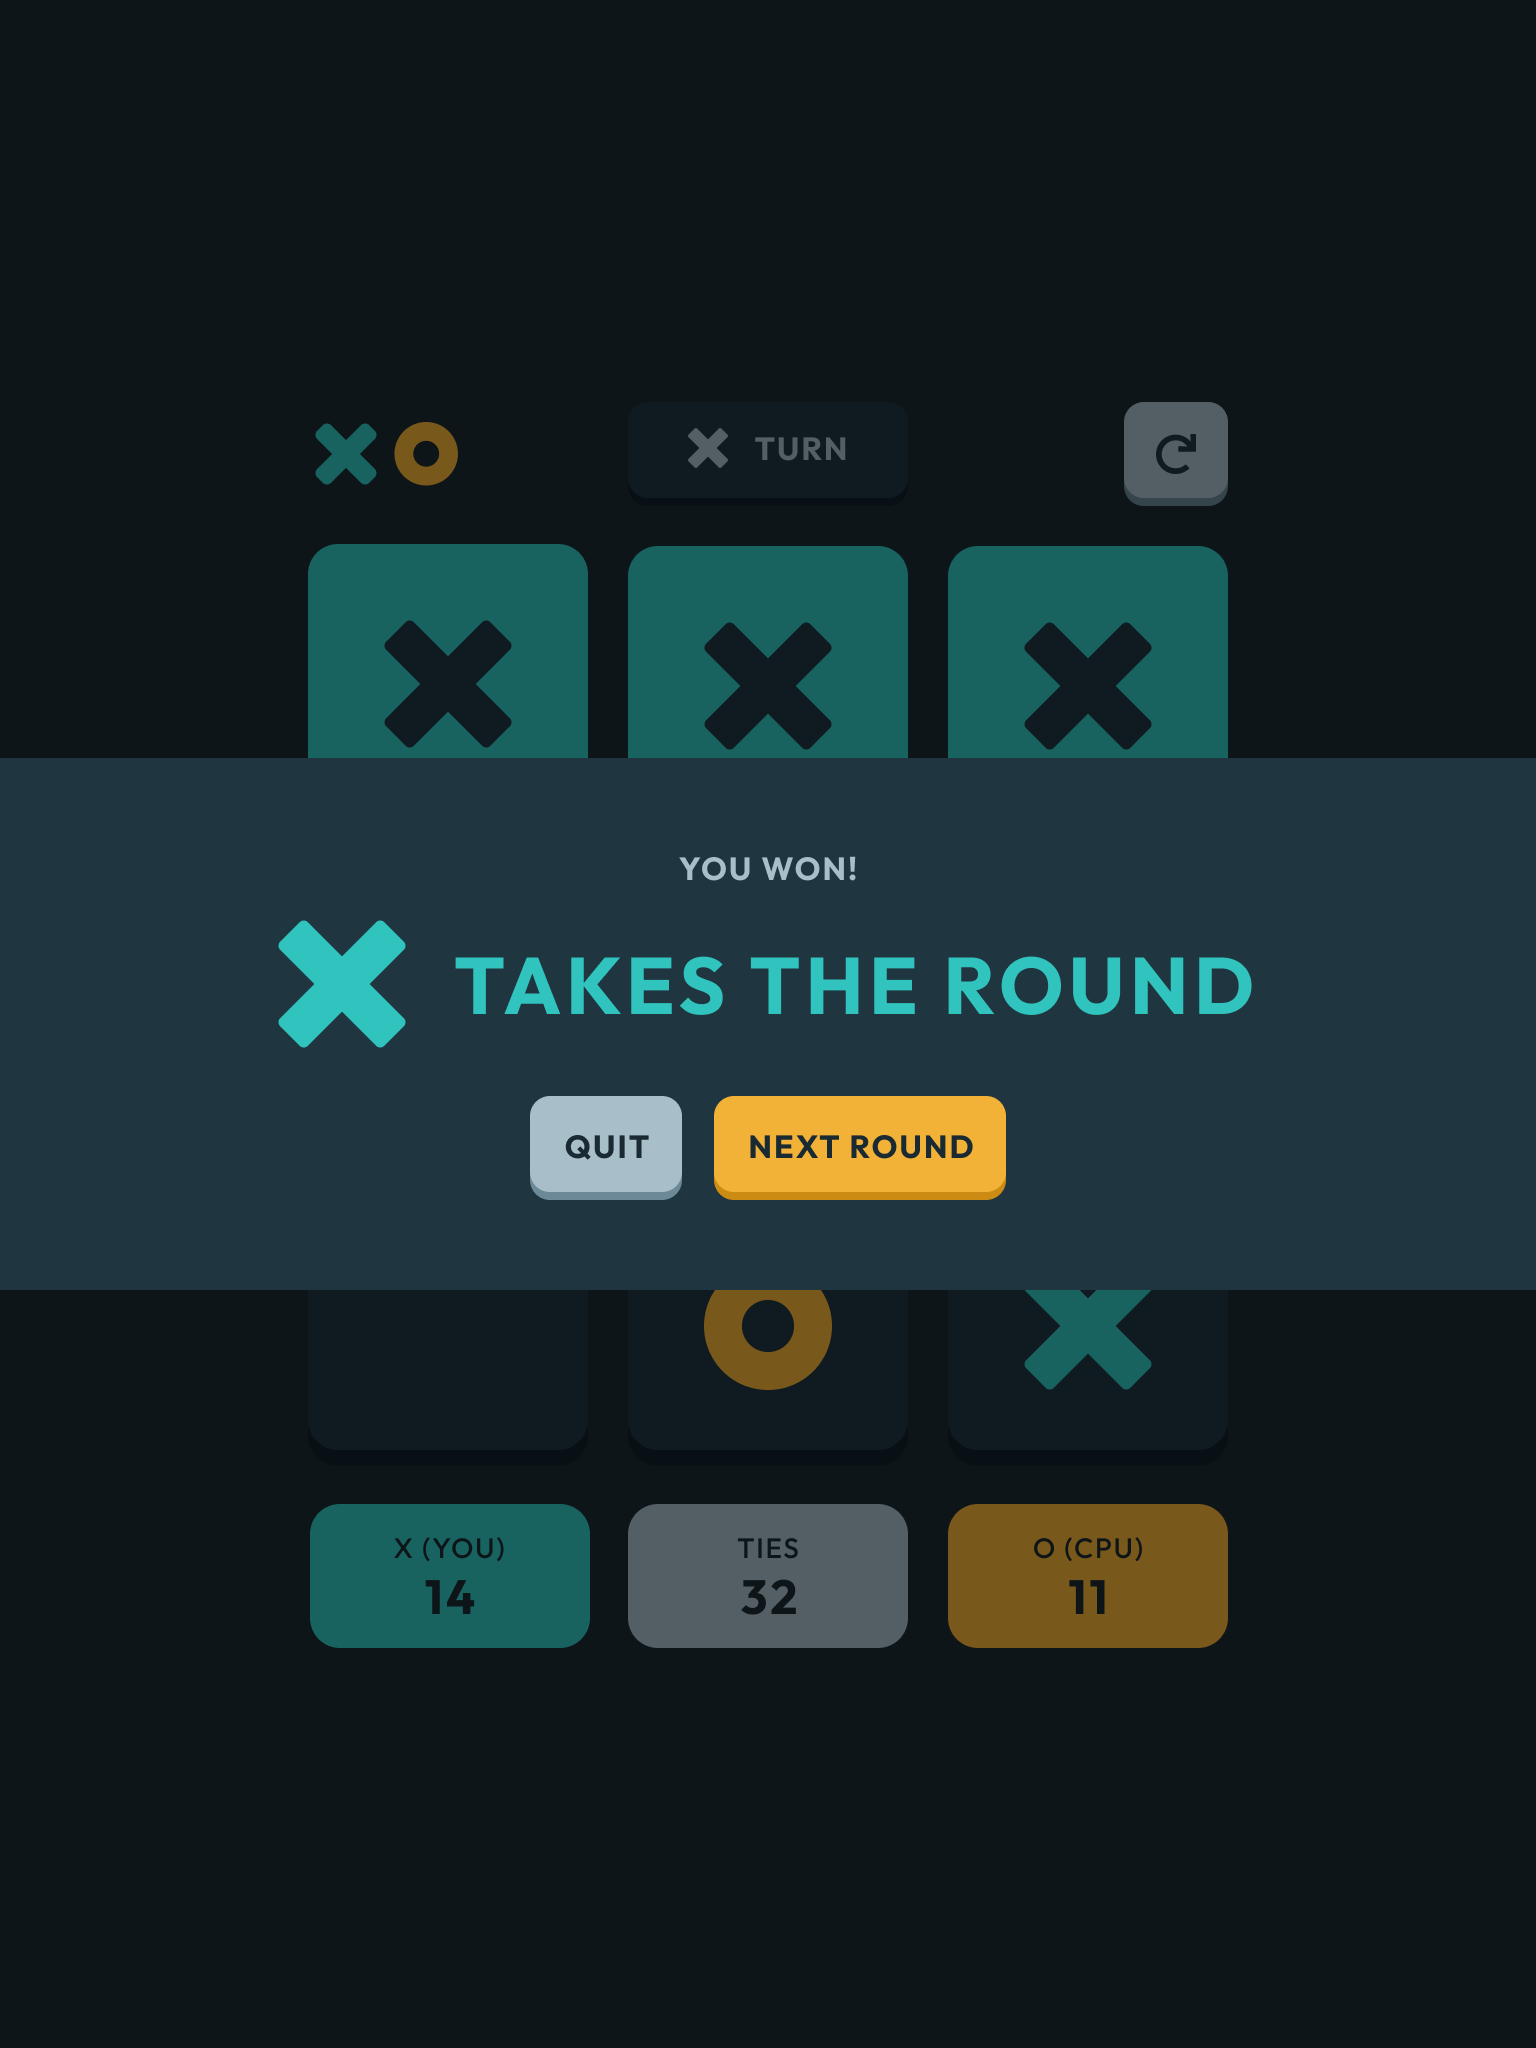 TURN
YOU WON!
TAKES THE ROUND
QUIT
NEXT ROUND
X (YOU)
14
TIES
32
O (CPU)
11